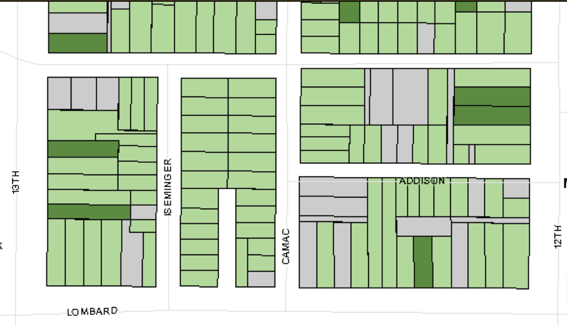 13TH
ISEMINGER
CAMAC
ADDISON
12TH
LOMBARD